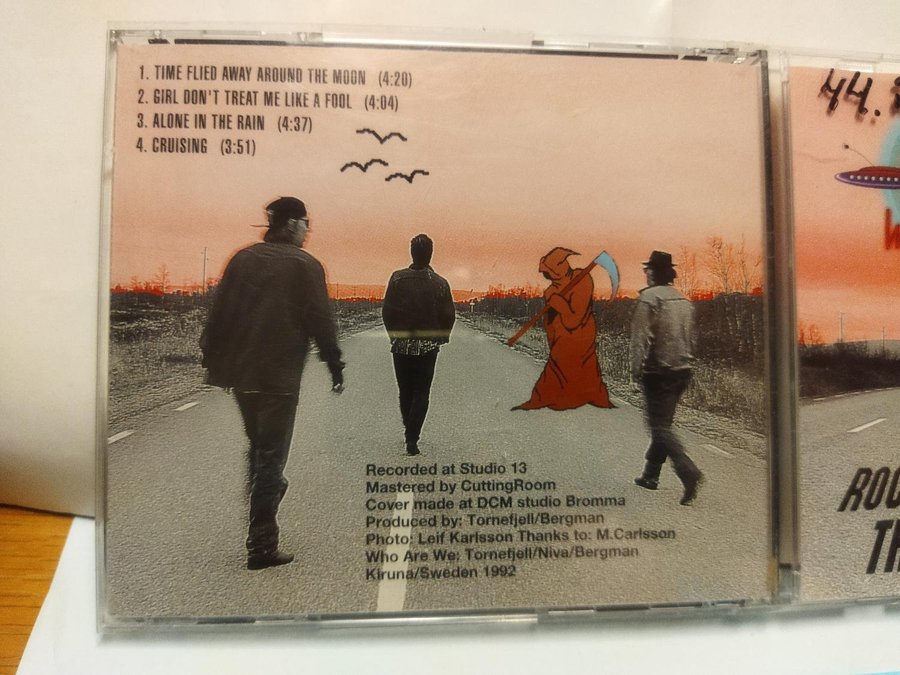 1. TIME FLIED AWAY AROUND THE MOON (4:20)
2. GIRL DON'T TREAT ME LIKE A FOOL (4:04)
3. ALONE IN THE RAIN (4:37)
4. CRUISING (3:51)
Recorded at Studio 13
Mastered by CuttingRoom
Cover made at DCM studio Bromma
Produced by: Tornefjell/Bergman
Photo: Leif Karlsson Thanks to: M.Carlsson
Who Are We: Tornefjell/Niva/Bergman
Kiruna/Sweden 1992
44.